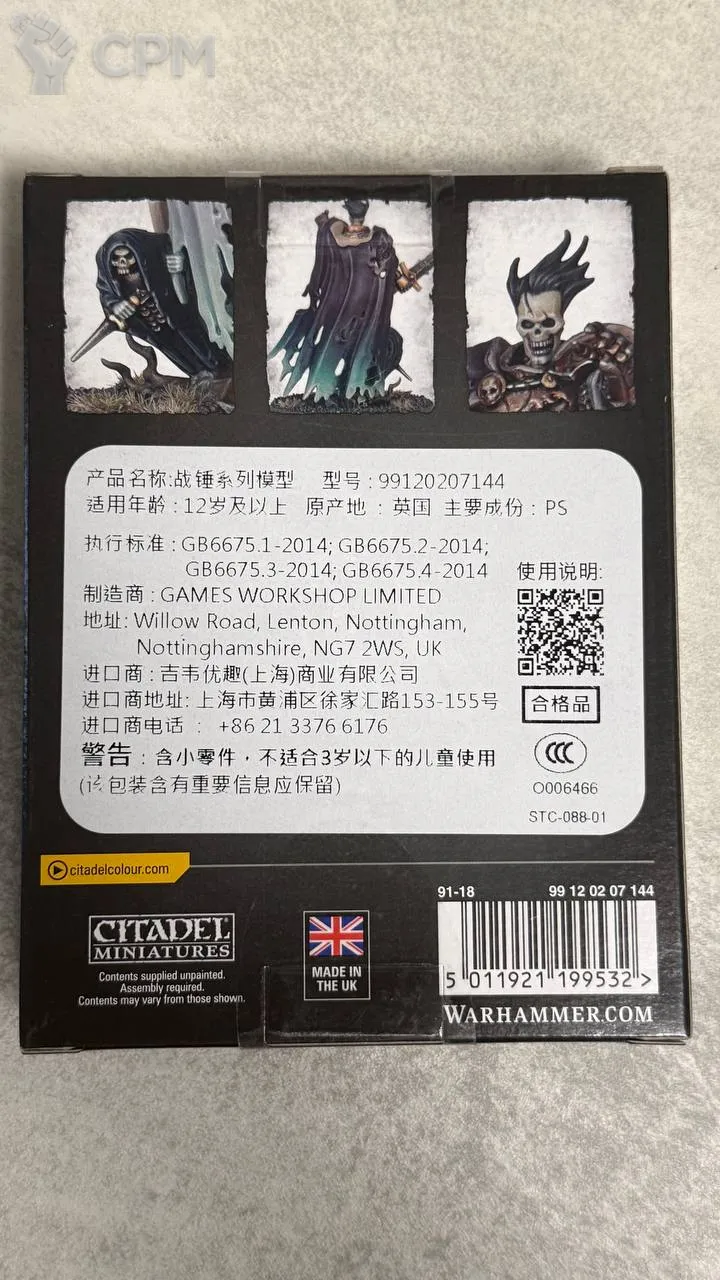 CPM
产品名称:战锤系列模型 型号:99120207144
适用年龄:12岁及以上 原产地:英国 主要成份:PS
执行标准:GB6675.1-2014; GB6675.2-2014;
GB6675.3-2014; GB6675.4-2014
使用说明:
制造商:GAMES WORKSHOP LIMITED
地址: Willow Road, Lenton, Nottingham,
Nottinghamshire, NG7 2WS, UK
进口商:吉韦优趣(上海)商业有限公司
进口商地址: 上海市黄浦区徐家汇路153-155号
合格品
进口商电话 : +86 21 3376 6176
警告:含小零件,不适合3岁以下的儿童使用
CCC
(该包装含有重要信息应保留)
O006466
STC-088-01
citadelcolour.com
91-18 99 12 02 07 144
CITADEL
MINIATURES
Contents supplied unpainted.
Assembly required.
Contents may vary from those shown.
MADE IN
THE UK
5 011921 199532 >
WARHAMMER.COM